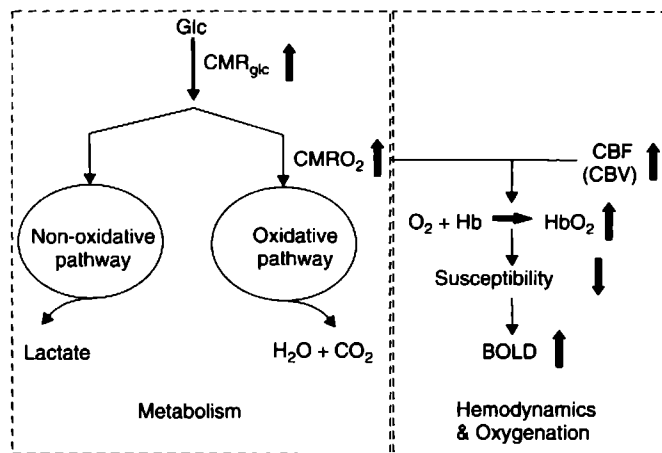 Glc
CMRglc
CMRO2
CBF
(CBV)
O2 + Hb
HbO2
Non-oxidative
pathway
Oxidative
pathway
Susceptibility
Lactate
H2O + CO2
BOLD
Metabolism
Hemodynamics
& Oxygenation